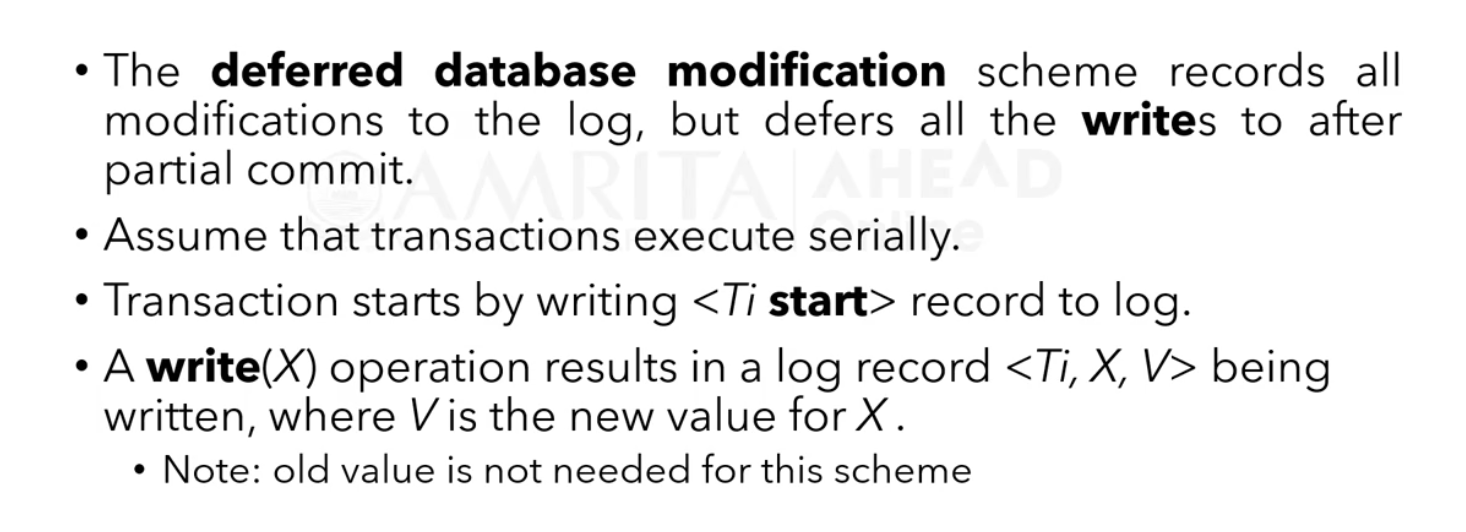 • The deferred database modification scheme records all
modifications to the log, but defers all the writes to after
partial commit.
AMRITA AHEAD
Online
• Assume that transactions execute serially.
• Transaction starts by writing <Ti start> record to log.
• A write(X) operation results in a log record <Ti, X, V> being
written, where V is the new value for X .
• Note: old value is not needed for this scheme